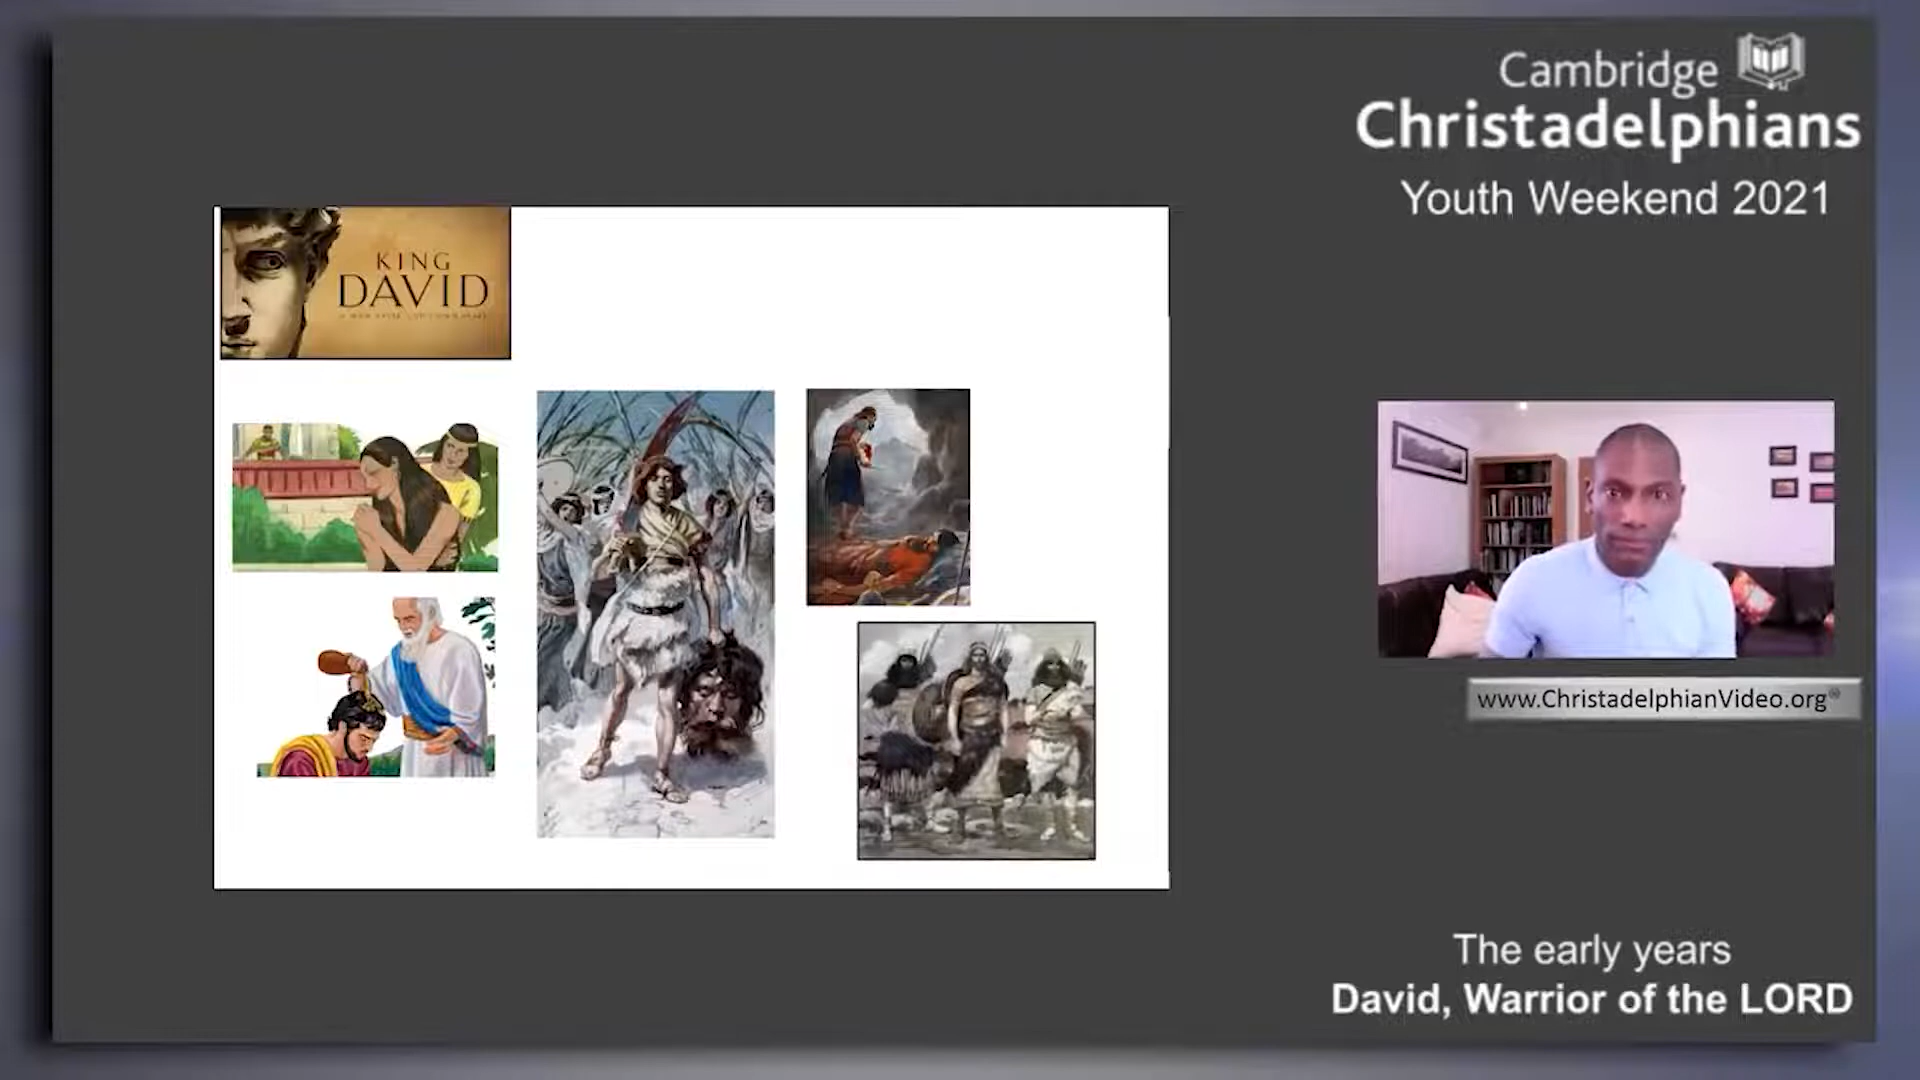 Cambridge
Christadelphians
Youth Weekend 2021
KING
DAVID
www.ChristadelphianVideo.org®
The early years
David, Warrior of the LORD